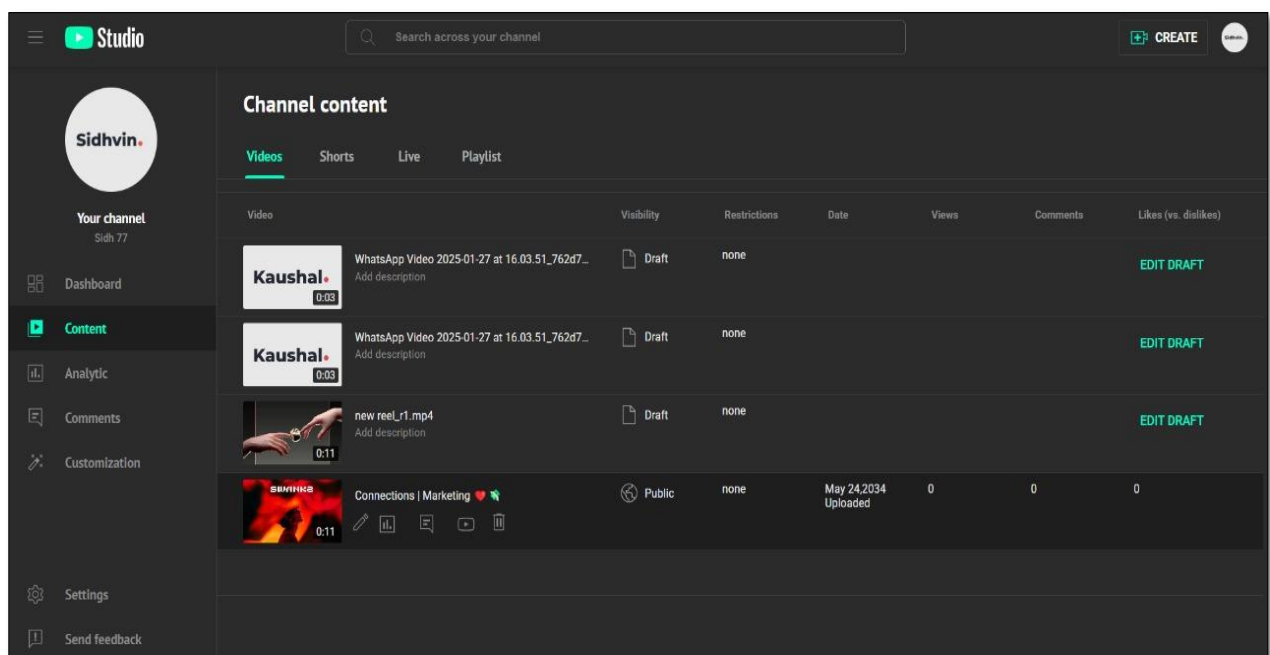 Studio
Search across your channel
CREATE
Sidhvin.
Your channel
Sidh 77
Dashboard
Content
Analytic
Comments
Customization
Settings
Send feedback
Channel content
Videos Shorts Live Playlist
Video Visibility Restrictions Date Views Comments Likes (vs. dislikes)
Kaushal.
0:03
WhatsApp Video 2025-01-27 at 16.03.51_762d7...
Add description
Draft none EDIT DRAFT
Kaushal.
0:03
WhatsApp Video 2025-01-27 at 16.03.51_762d7...
Add description
Draft none EDIT DRAFT
0:11
new reel_r1.mp4
Add description
Draft none EDIT DRAFT
0:11
Connections | Marketing ❤️
Public none May 24,2034 0 0 0
Uploaded